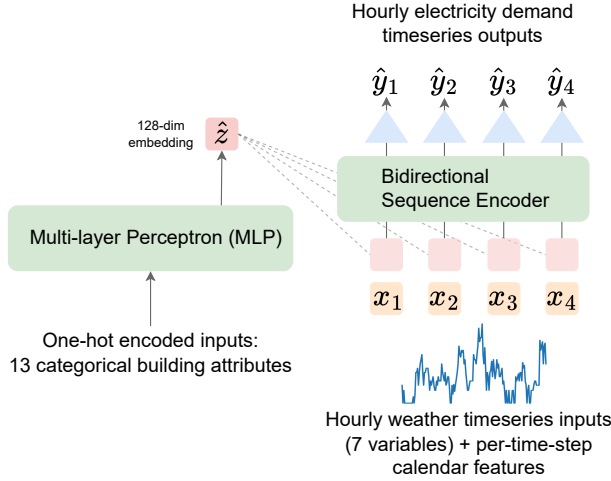 Hourly electricity demand
timeseries outputs
ŷ₁ ŷ₂ ŷ₃ ŷ₄
128-dim
embedding
ẑ
Bidirectional
Sequence Encoder
Multi-layer Perceptron (MLP)
x₁ x₂ x₃ x₄
One-hot encoded inputs:
13 categorical building attributes
Hourly weather timeseries inputs
(7 variables) + per-time-step
calendar features